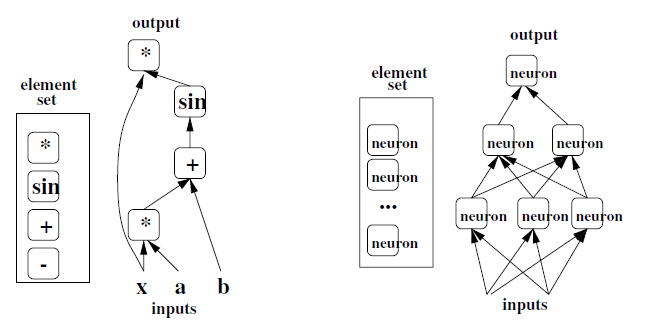 output
*
sin
+
*
x a b
inputs
element
set
*
sin
+
-
output
neuron
neuron neuron
neuron neuron neuron
inputs
element
set
neuron
neuron
...
neuron